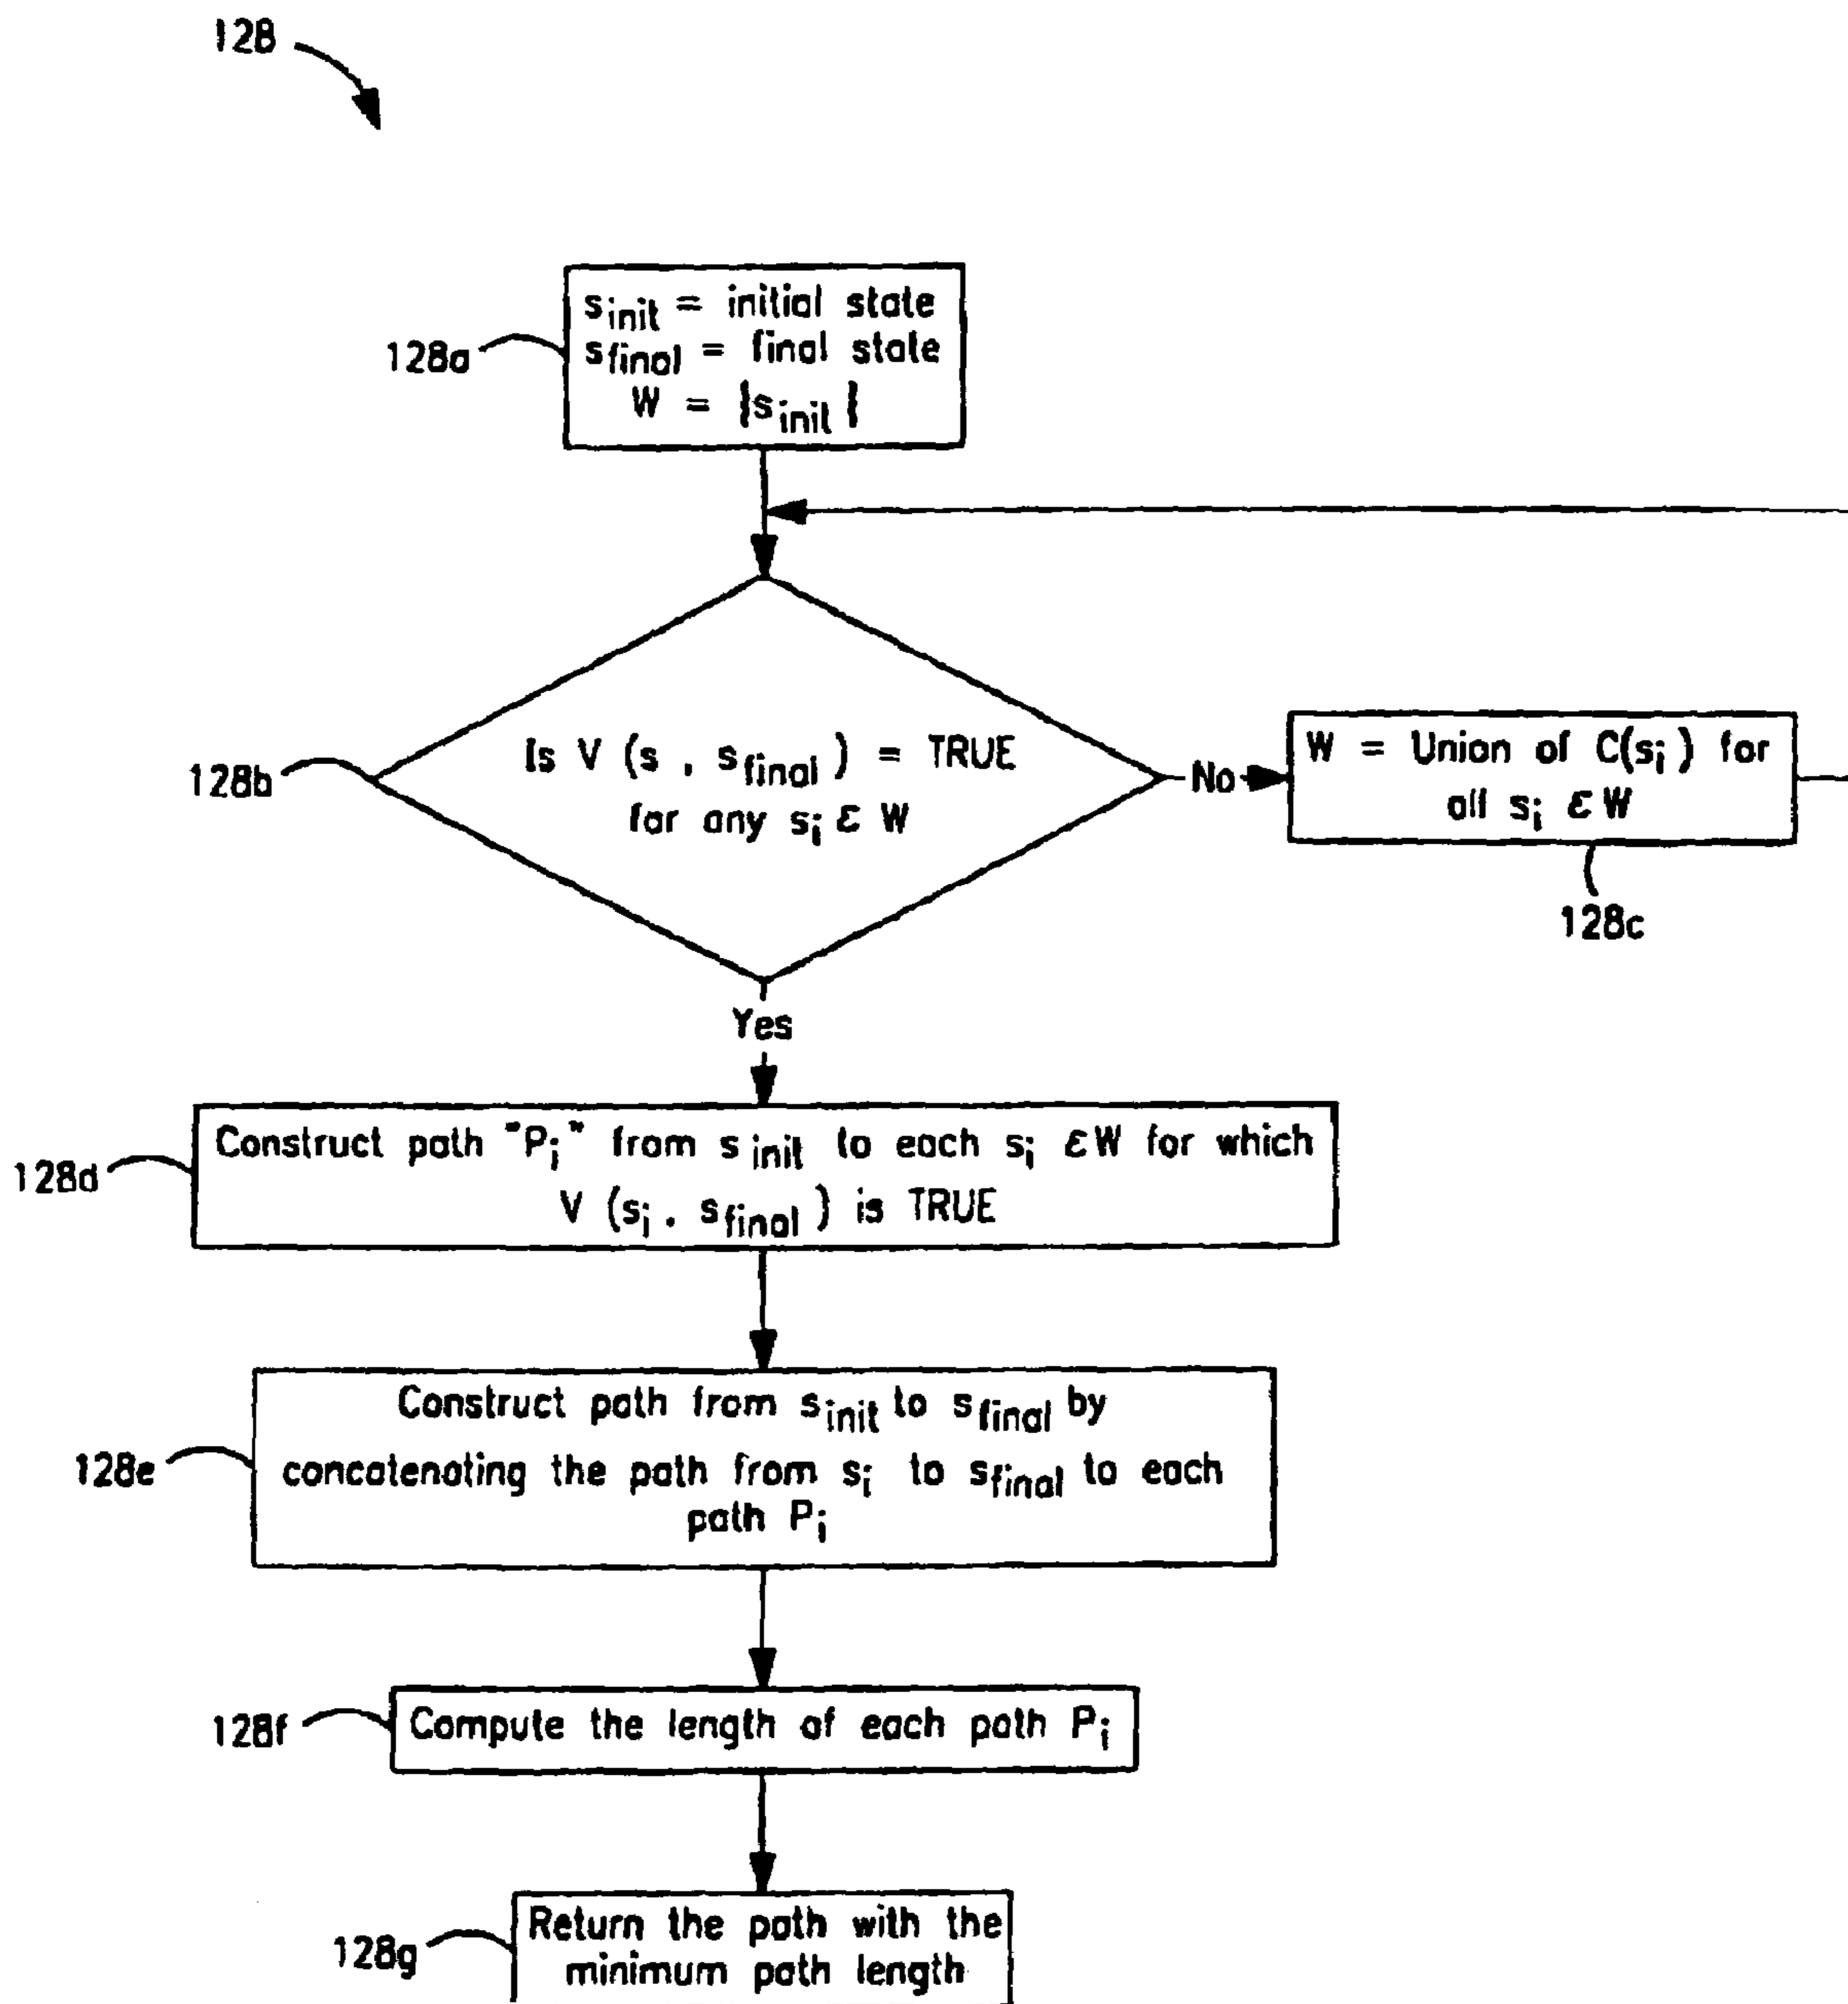 128
128a
s_init = initial state
s_final = final state
W = {s_init}
128b
Is V (s , s_final) = TRUE
for any s_i ε W
No
W = Union of C(s_i) for
all s_i ε W
128c
Yes
128d
Construct path "P_i" from s_init to each s_i ε W for which
V (s_i , s_final) is TRUE
128e
Construct path from s_init to s_final by
concatenating the path from s_i to s_final to each
path P_i
128f
Compute the length of each path P_i
128g
Return the path with the
minimum path length